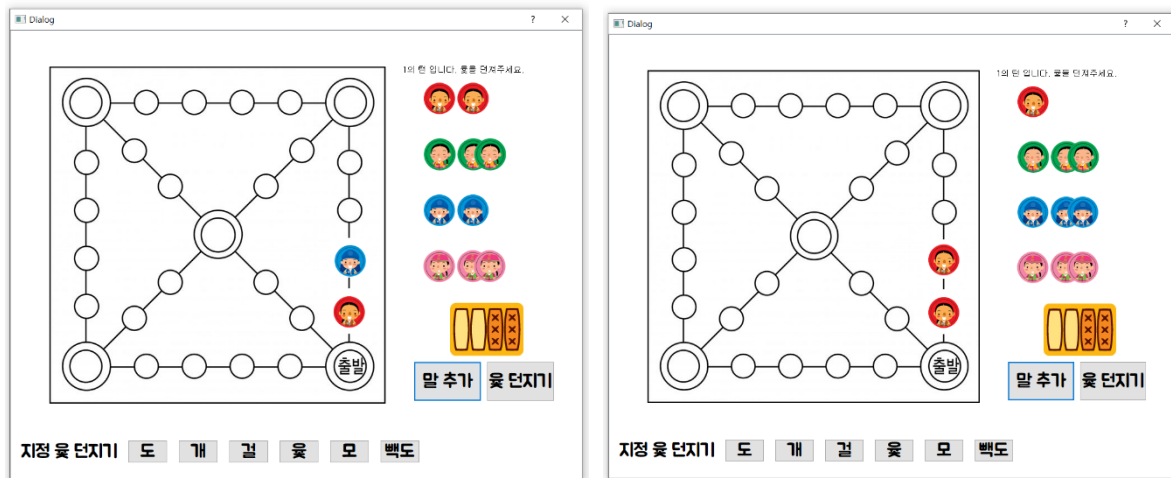 Dialog
?
1의 턴 입니다. 윷을 던져주세요.
출발
말 추가
윷 던지기
지정 윷 던지기
도
개
걸
윷
모
빽도
Dialog
?
1의 턴 입니다. 윷을 던져주세요.
출발
말 추가
윷 던지기
지정 윷 던지기
도
개
걸
윷
모
빽도